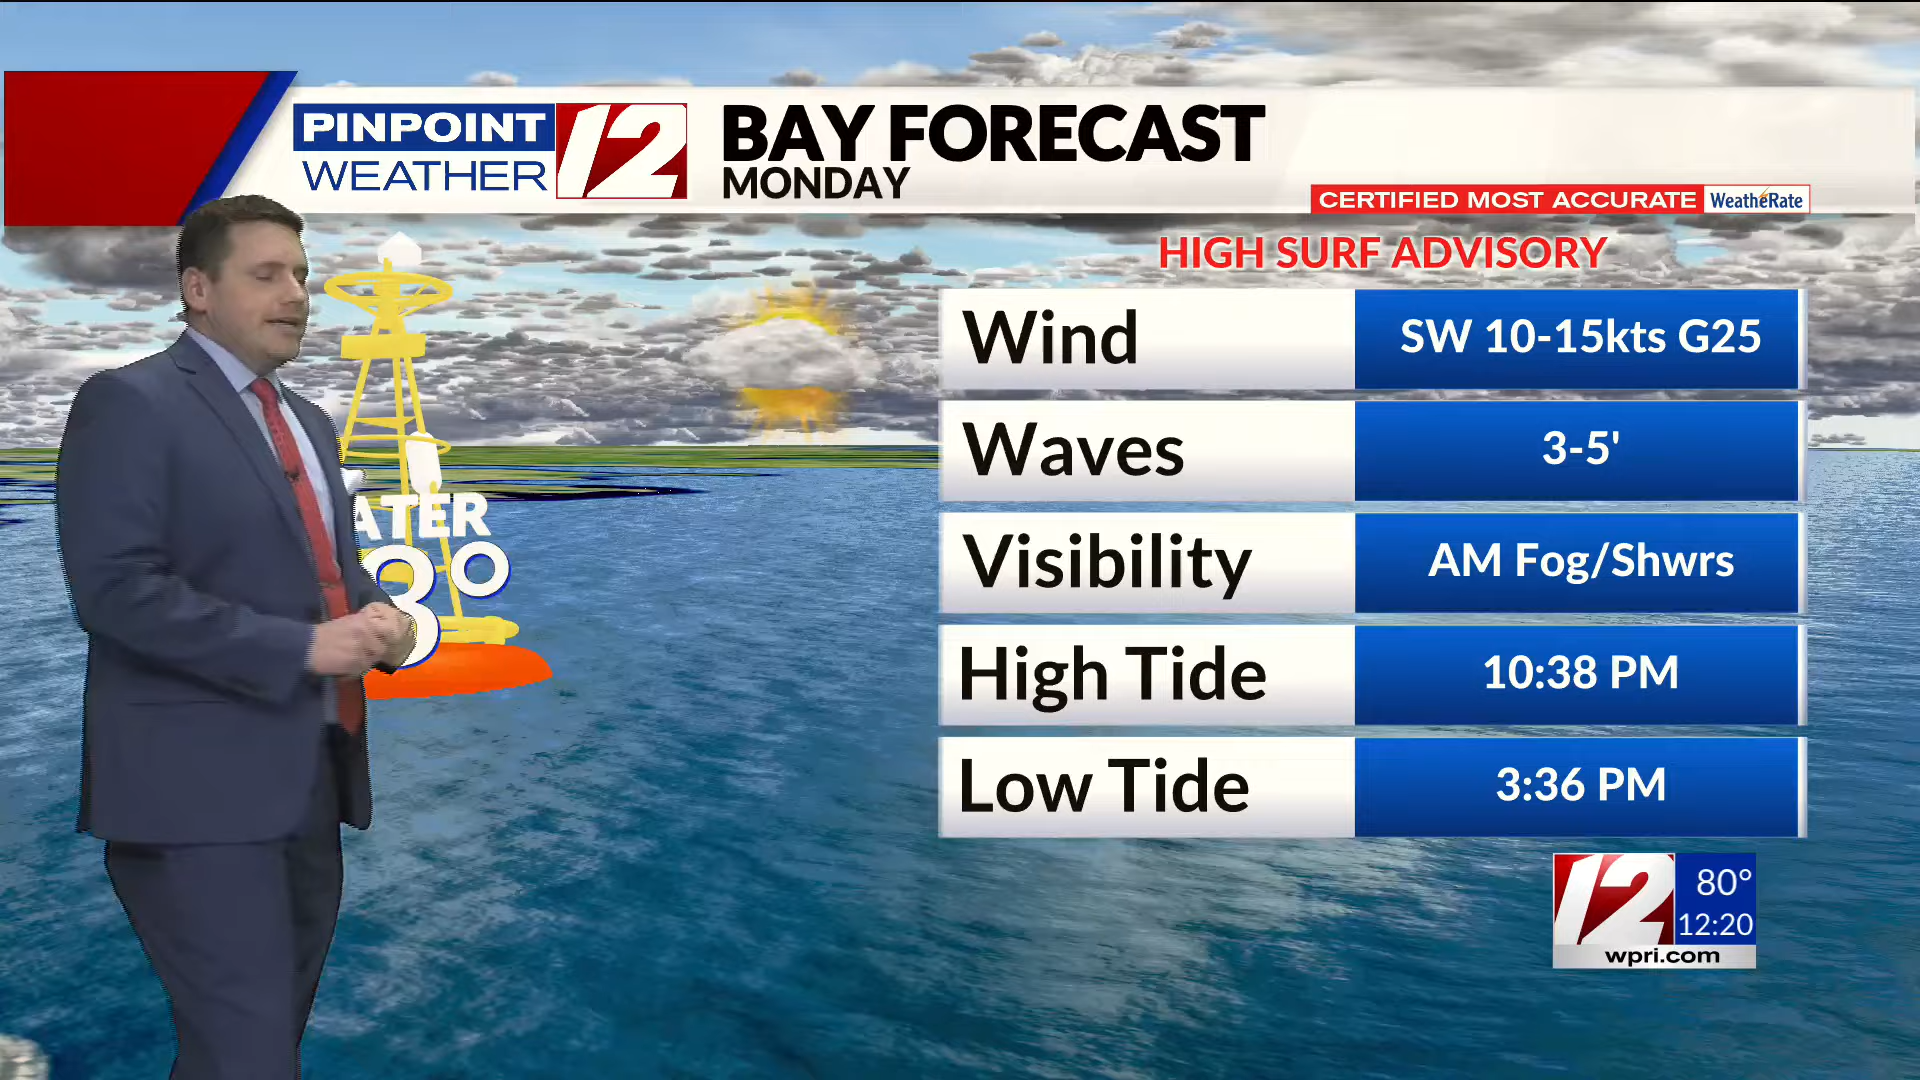 PINPOINT
WEATHER
12
BAY FORECAST
MONDAY
CERTIFIED MOST ACCURATE
WeatheRate
HIGH SURF ADVISORY
Wind
SW 10-15kts G25
Waves
3-5'
Visibility
AM Fog/Shwrs
High Tide
10:38 PM
Low Tide
3:36 PM
12
80°
12:20
wpri.com